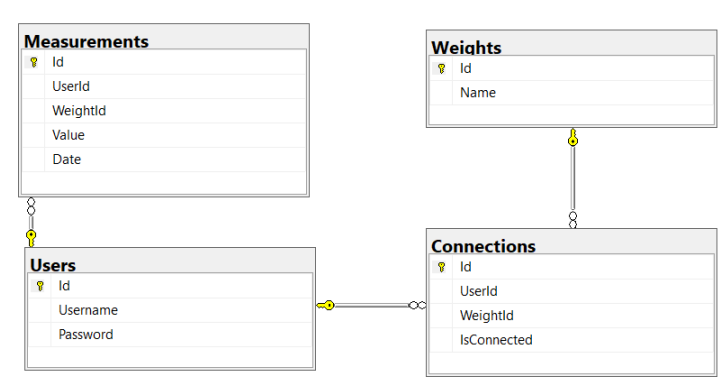 Measurements
Id
UserId
WeightId
Value
Date
Weights
Id
Name
Users
Id
Username
Password
Connections
Id
UserId
WeightId
IsConnected